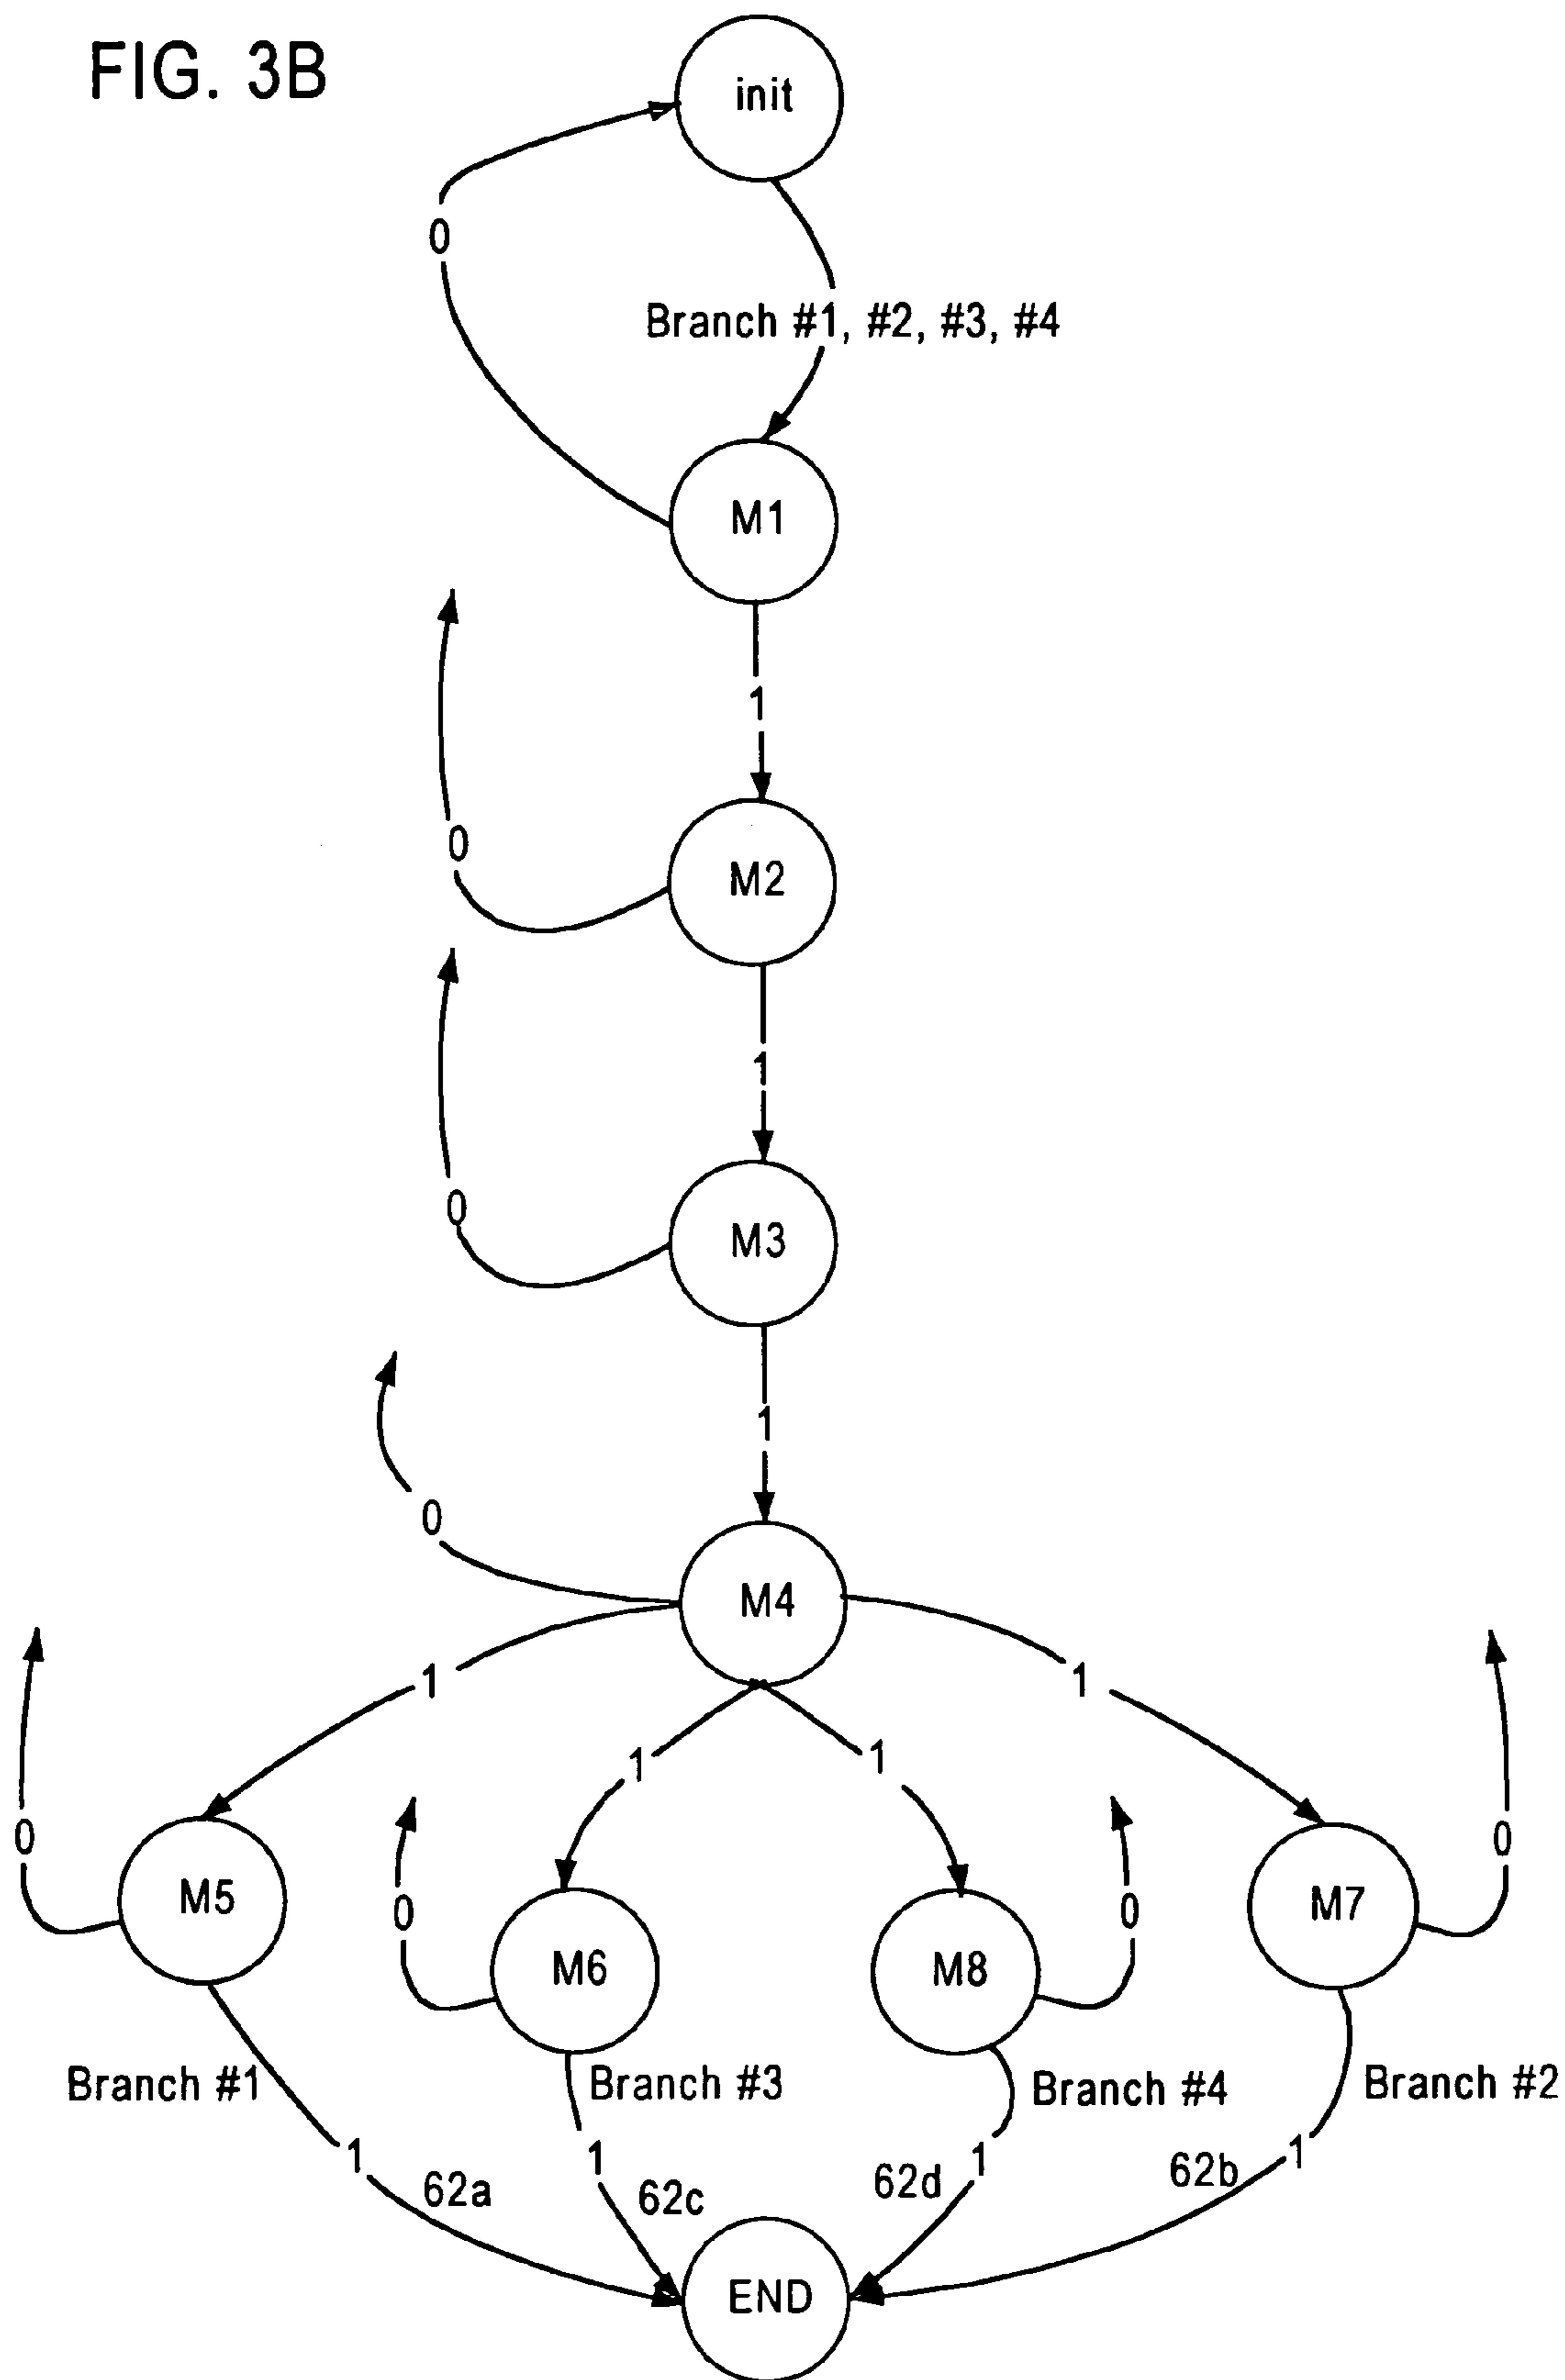 FIG. 3B
init
0
Branch #1, #2, #3, #4
M1
1
0
M2
1
0
M3
1
0
M4
1
1
1
1
0
M5
0
M6
M8
0
M7
0
Branch #1
Branch #3
Branch #4
Branch #2
1
62a
1
62c
62d
1
62b
1
END